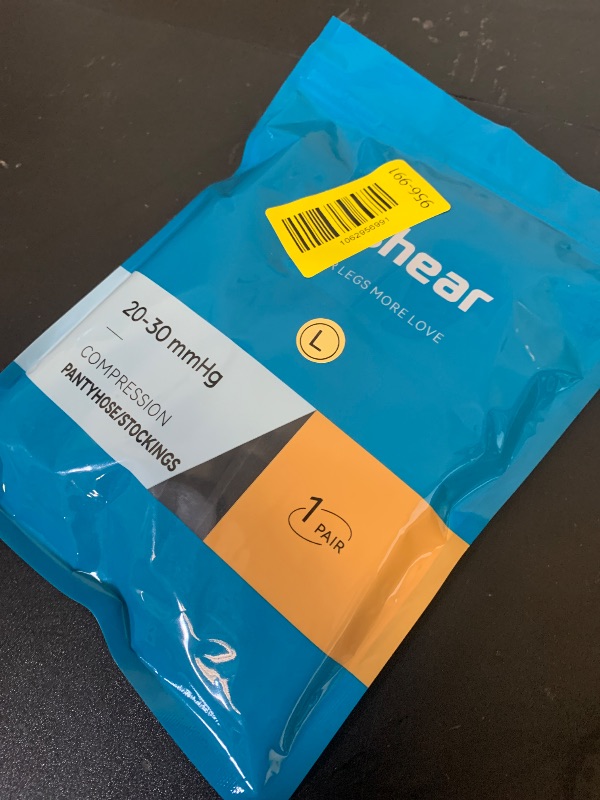 956-991
1062956991
hear
LEGS MORE LOVE
L
20-30 mmHg
COMPRESSION
PANTYHOSE/STOCKINGS
1
PAIR